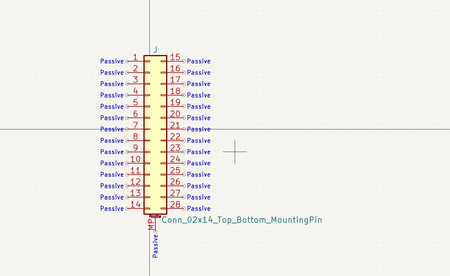 J
Passive 1 15 Passive
Passive 2 16 Passive
Passive 3 17 Passive
Passive 4 18 Passive
Passive 5 19 Passive
Passive 6 20 Passive
Passive 7 21 Passive
Passive 8 22 Passive
Passive 9 23 Passive
Passive 10 24 Passive
Passive 11 25 Passive
Passive 12 26 Passive
Passive 13 27 Passive
Passive 14 28 Passive
MP Conn_02x14_Top_Bottom_MountingPin
Passive